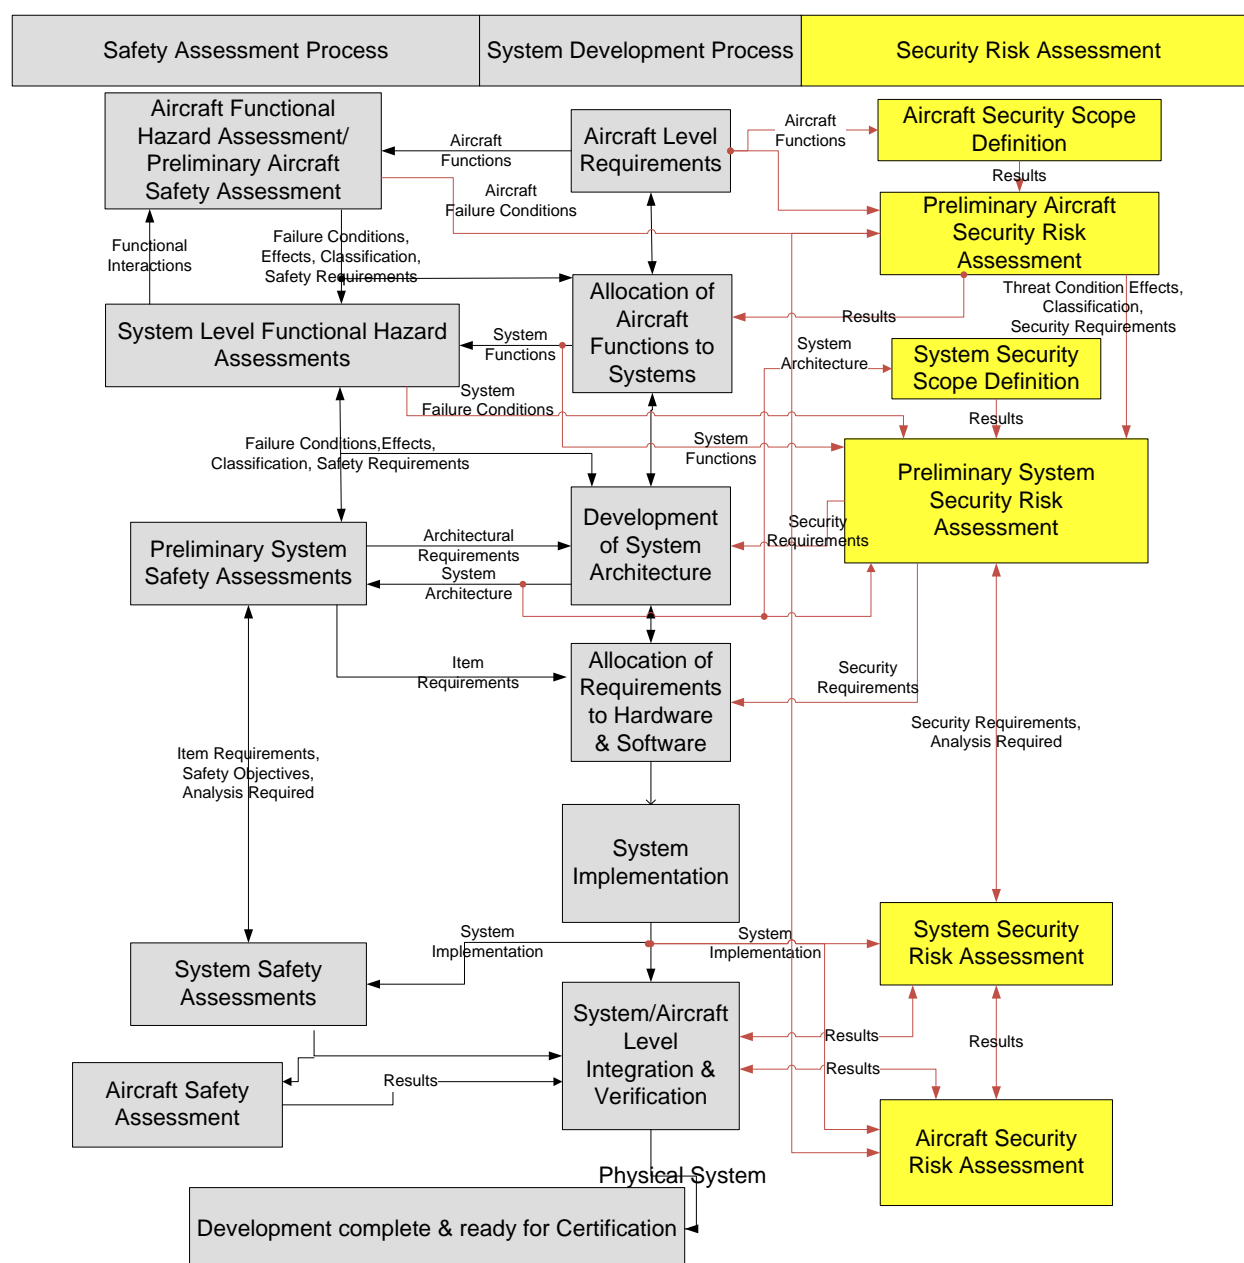 Safety Assessment Process
System Development Process
Security Risk Assessment
Aircraft Functional
Hazard Assessment/
Preliminary Aircraft
Safety Assessment
Aircraft
Functions
Aircraft Level
Requirements
Aircraft
Functions
Aircraft Security Scope
Definition
Results
Aircraft
Failure Conditions
Preliminary Aircraft
Security Risk
Assessment
Functional
Interactions
Failure Conditions,
Effects, Classification,
Safety Requirements
Allocation of
Aircraft
Functions to
Systems
Results
Threat Condition Effects,
Classification,
Security Requirements
System Level Functional Hazard
Assessments
System
Functions
System
Architecture
System Security
Scope Definition
System
Failure Conditions
Results
Failure Conditions,Effects,
Classification, Safety Requirements
System
Functions
Preliminary System
Security Risk
Assessment
Preliminary System
Safety Assessments
Architectural
Requirements
System
Architecture
Development
of System
Architecture
Security
Requirements
Item
Requirements
Allocation of
Requirements
to Hardware
& Software
Security
Requirements
Security Requirements,
Analysis Required
Item Requirements,
Safety Objectives,
Analysis Required
System
Implementation
System
Implementation
System
Implementation
System Security
Risk Assessment
System Safety
Assessments
System/Aircraft
Level
Integration &
Verification
Results
Results
Results
Aircraft Safety
Assessment
Results
Aircraft Security
Risk Assessment
Physical System
Development complete & ready for Certification